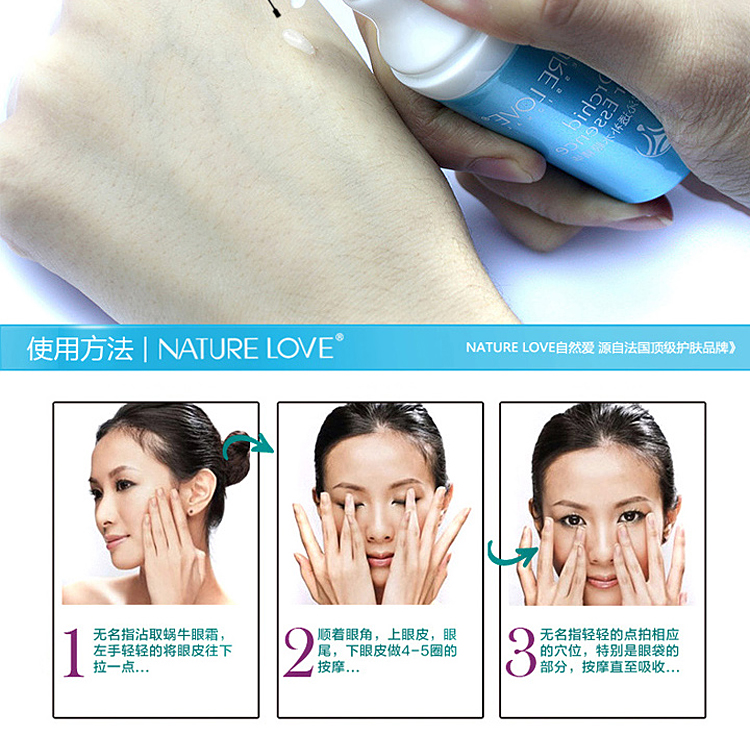 RE LOVE
Orchid
Essence
使用方法 | NATURE LOVE®
NATURE LOVE自然爱 源自法国顶级护肤品牌》
1
无名指沾取蜗牛眼霜，
左手轻轻的将眼皮往下
拉一点...
2
顺着眼角，上眼皮，眼
尾，下眼皮做4-5圈的
按摩...
3
无名指轻轻的点拍相应
的穴位，特别是眼袋的
部分，按摩直至吸收...